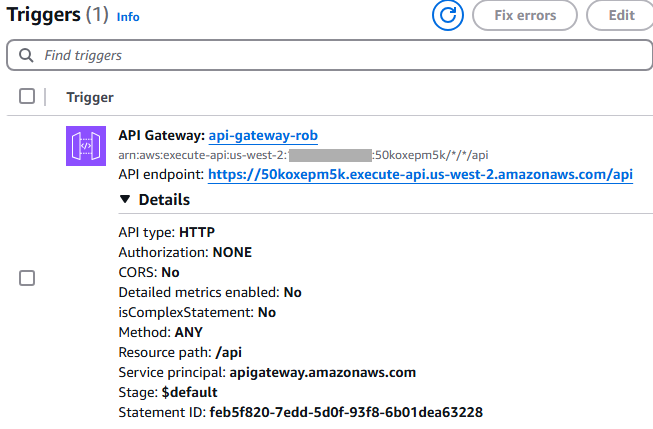 Triggers (1) Info
Fix errors
Edit
Find triggers
Trigger
API Gateway: api-gateway-rob
arn:aws:execute-api:us-west-2: :50koxepm5k/*/*/api
API endpoint: https://50koxepm5k.execute-api.us-west-2.amazonaws.com/api
▼ Details
API type: HTTP
Authorization: NONE
CORS: No
Detailed metrics enabled: No
isComplexStatement: No
Method: ANY
Resource path: /api
Service principal: apigateway.amazonaws.com
Stage: $default
Statement ID: feb5f820-7edd-5d0f-93f8-6b01dea63228